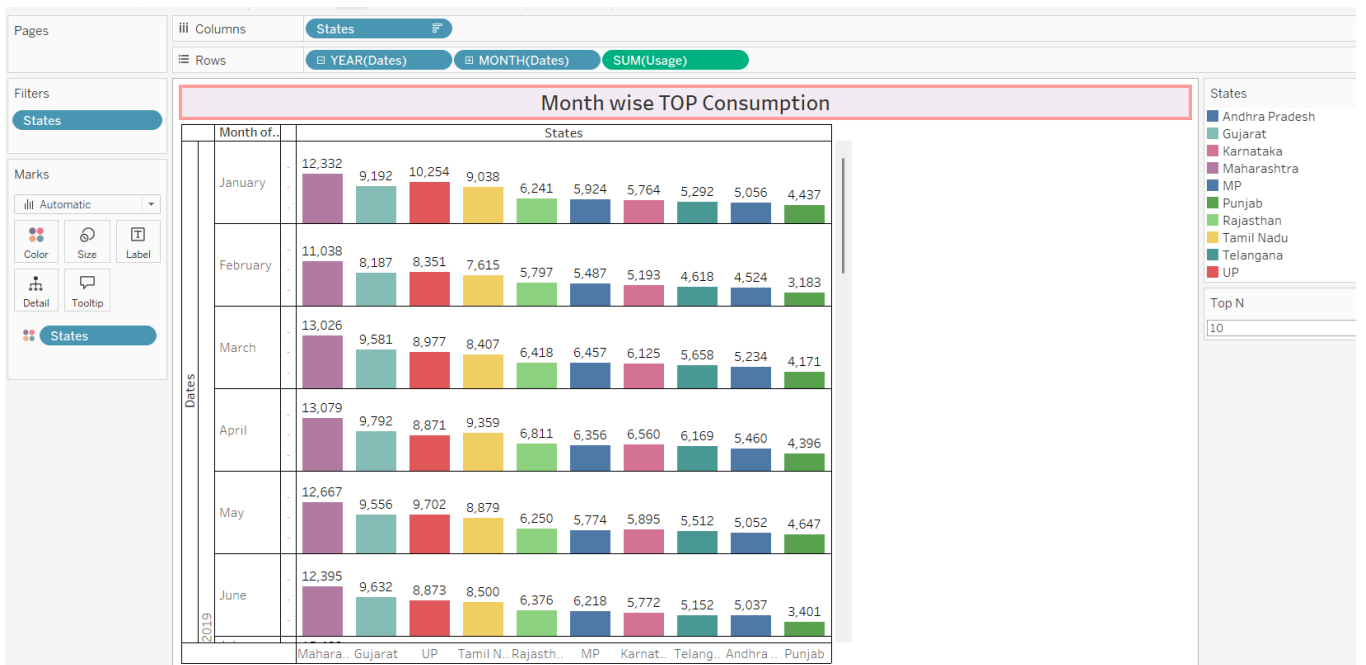 Pages
Columns
States
Rows
YEAR(Dates)
MONTH(Dates)
SUM(Usage)
Filters
States
Marks
Automatic
Color
Size
Label
Detail
Tooltip
States
Month wise TOP Consumption
Month of..
States
Dates
2019
January
12,332
9,192
10,254
9,038
6,241
5,924
5,764
5,292
5,056
4,437
February
11,038
8,187
8,351
7,615
5,797
5,487
5,193
4,618
4,524
3,183
March
13,026
9,581
8,977
8,407
6,418
6,457
6,125
5,658
5,234
4,171
April
13,079
9,792
8,871
9,359
6,811
6,356
6,560
6,169
5,460
4,396
May
12,667
9,556
9,702
8,879
6,250
5,774
5,895
5,512
5,052
4,647
June
12,395
9,632
8,873
8,500
6,376
6,218
5,772
5,152
5,037
3,401
Mahara..
Gujarat
UP
Tamil N..
Rajasth..
MP
Karnat..
Telang..
Andhra ..
Punjab
States
Andhra Pradesh
Gujarat
Karnataka
Maharashtra
MP
Punjab
Rajasthan
Tamil Nadu
Telangana
UP
Top N
10